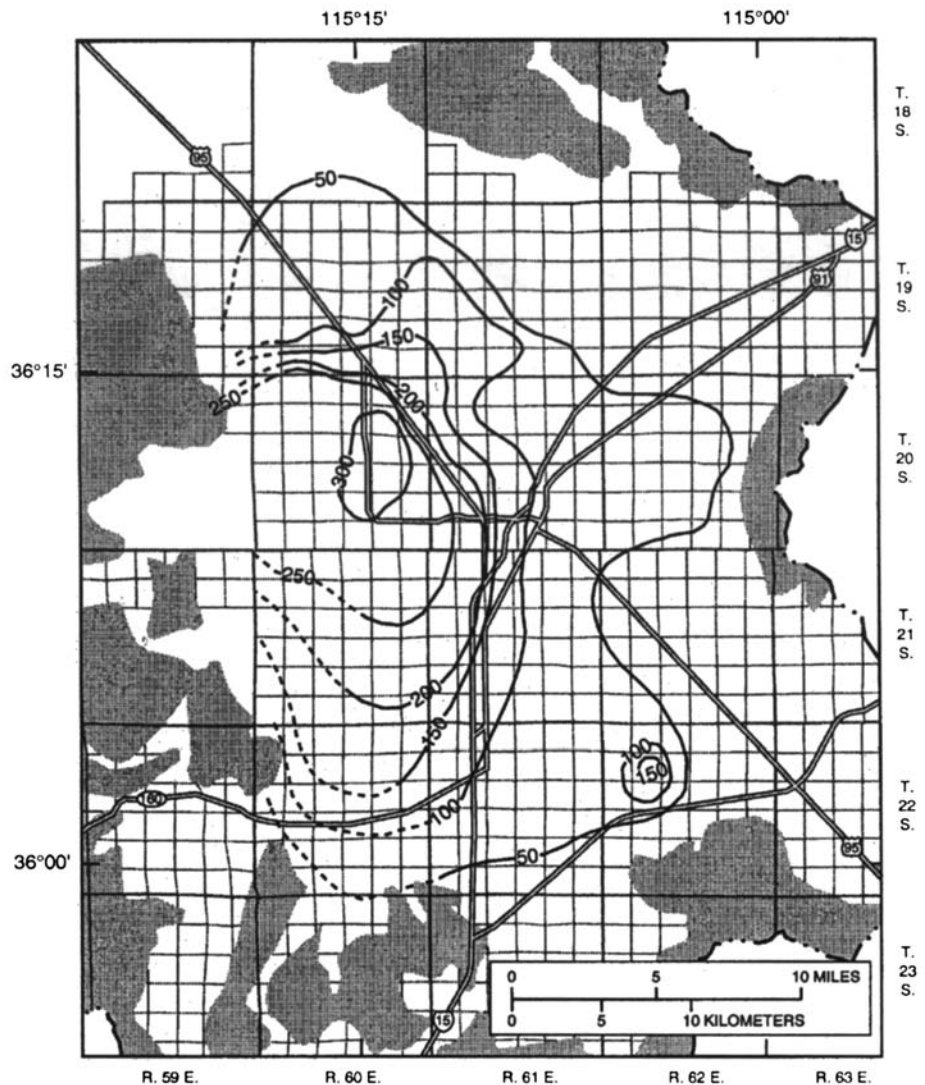 115°15' 115°00'
T. 18 S.
95
50
15
91
T. 19 S.
100
150
36°15'
200
250
T. 20 S.
300
250
T. 21 S.
200
150
100
150
160
100
T. 22 S.
50
95
36°00'
T. 23 S.
0 5 10 MILES
0 5 10 KILOMETERS
15
R. 59 E. R. 60 E. R. 61 E. R. 62 E. R. 63 E.